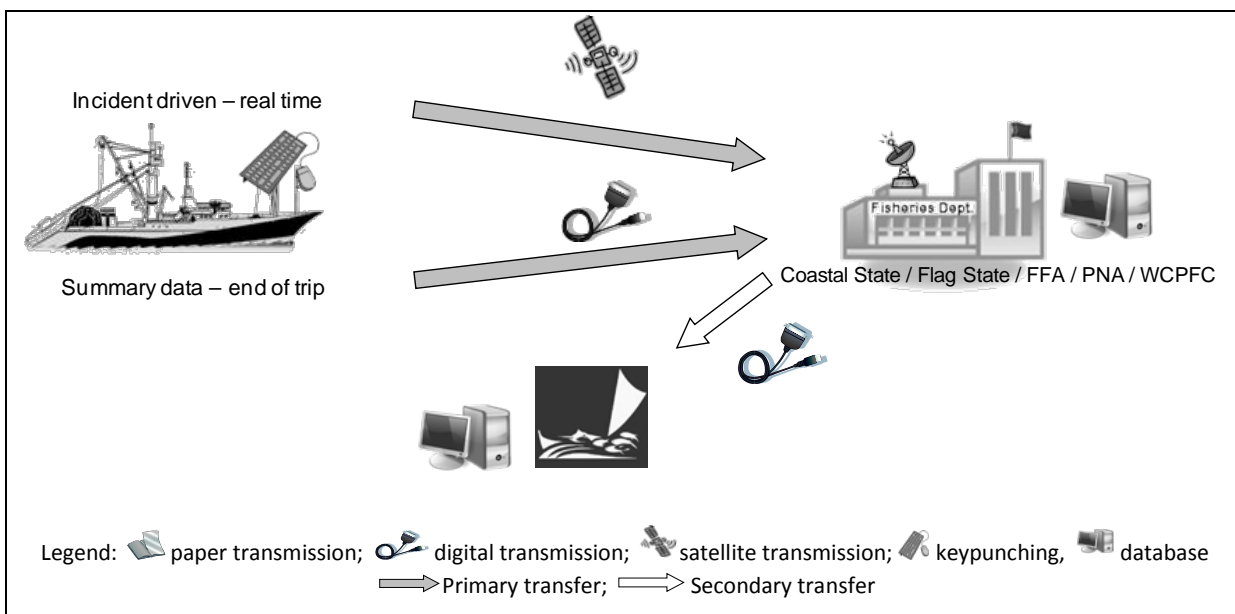 Incident driven – real time
Fisheries Dept.
Summary data – end of trip
Coastal State / Flag State / FFA / PNA / WCPFC
Legend: paper transmission; digital transmission; satellite transmission; keypunching, database
Primary transfer; Secondary transfer